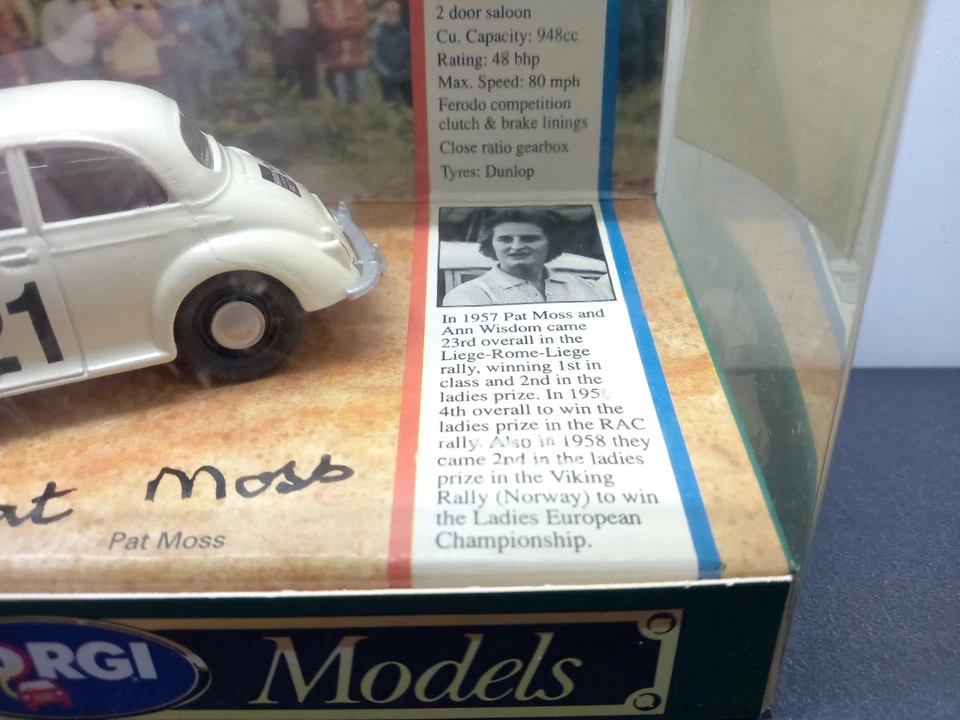 2 door saloon
Cu. Capacity: 948cc
Rating: 48 bhp
Max. Speed: 80 mph
Ferodo competition
clutch & brake linings
Close ratio gearbox
Tyres: Dunlop
In 1957 Pat Moss and
Ann Wisdom came
23rd overall in the
Liege-Rome-Liege
rally, winning 1st in
class and 2nd in the
ladies prize. In 195
4th overall to win the
ladies prize in the RAC
rally. Also in 1958 they
came 2nd in the ladies
prize in the Viking
Rally (Norway) to win
the Ladies European
Championship.
21
at Moss
Pat Moss
ORGI Models